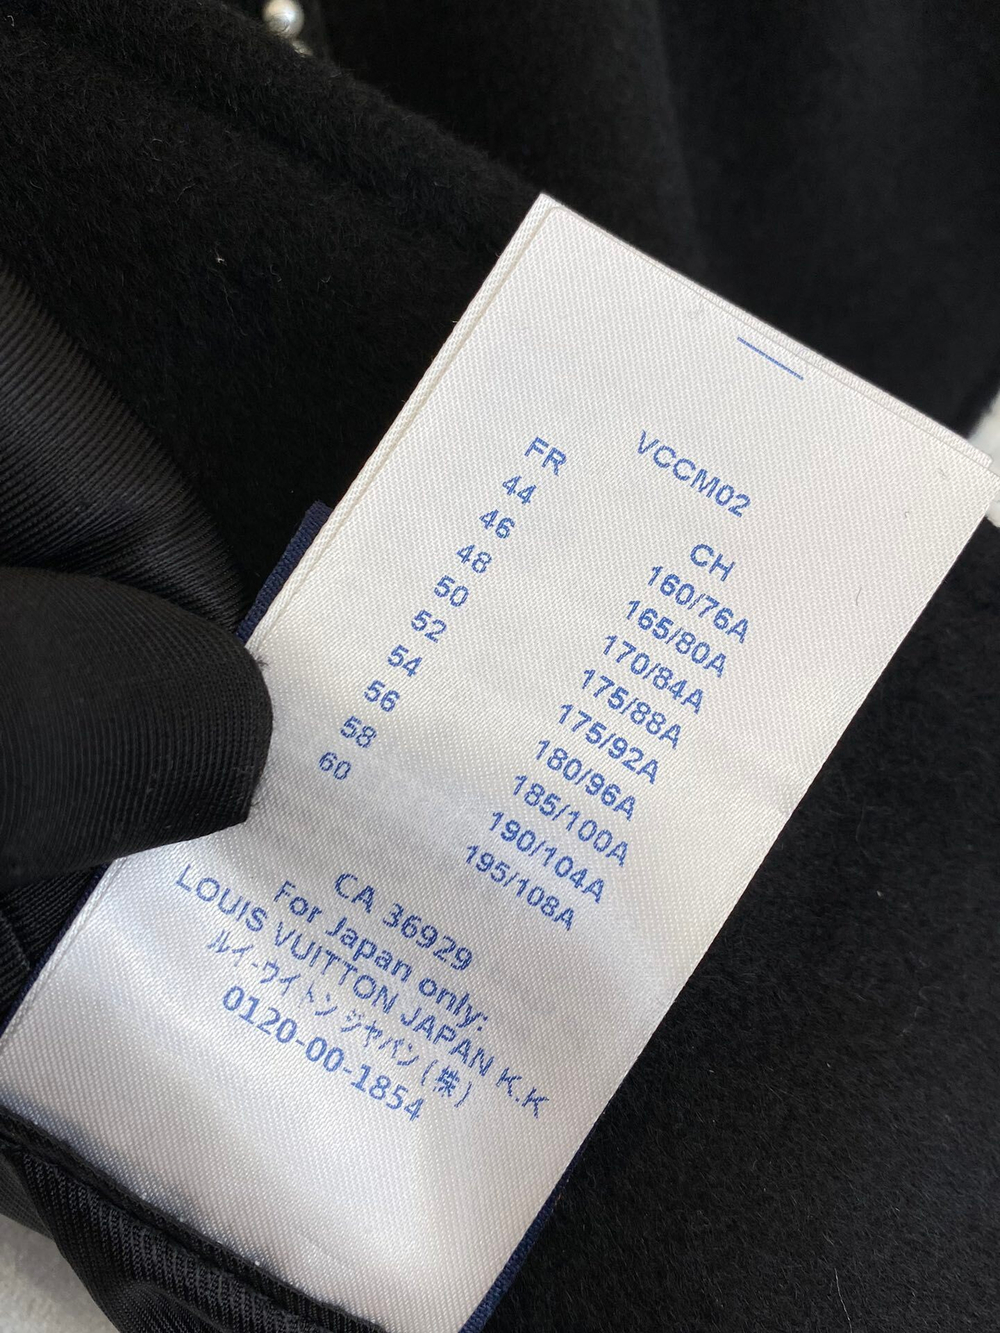 VCCM02
FR CH
44 160/76A
46 165/80A
48 170/84A
50 175/88A
52 175/92A
54 180/96A
56 185/100A
58 190/104A
60 195/108A
CA 36929
For Japan only:
LOUIS VUITTON JAPAN K.K
ルイ-ウイトンジャパン(株)
0120-00-1854